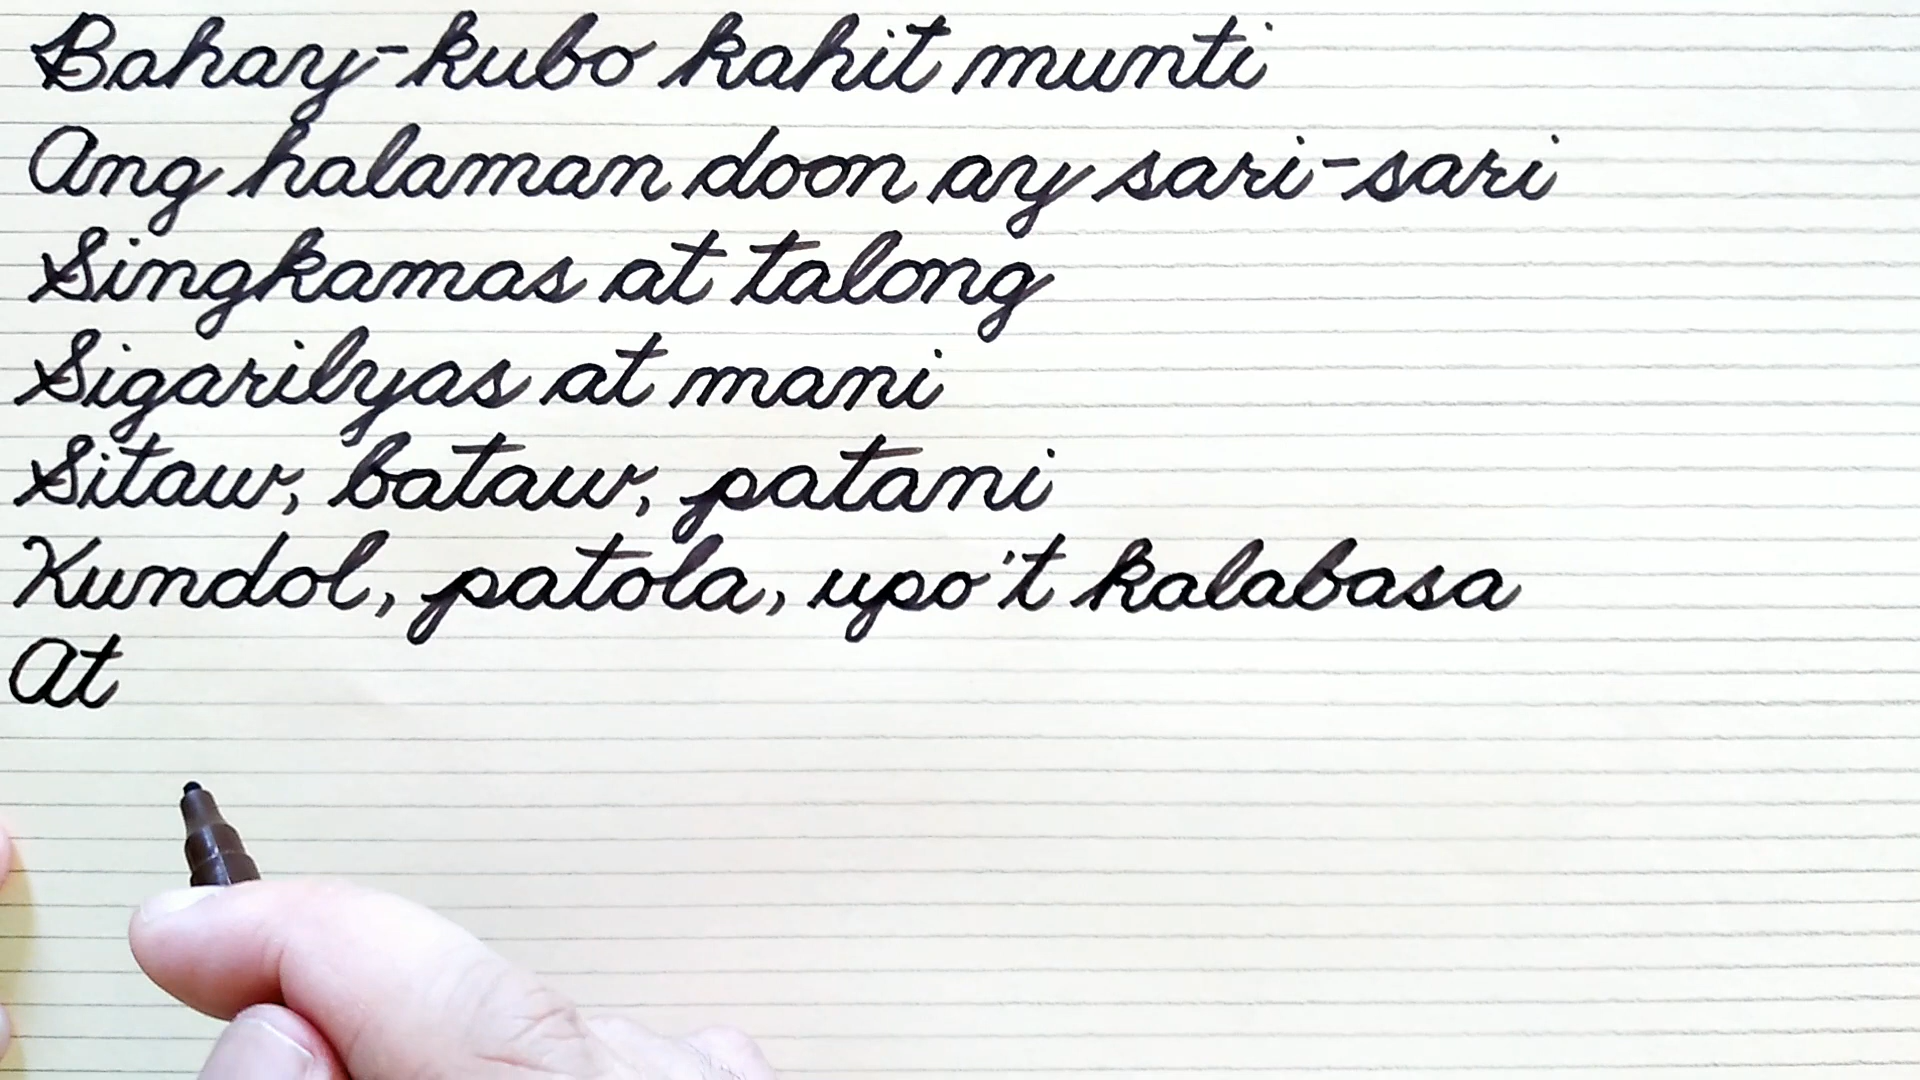 Bahay-kubo kahit munti
Ang halaman doon ay sari-sari
Singkamas at talong
Sigarilyas at mani
Sitaw, bataw, patani
Kundol, patola, upo't kalabasa
At